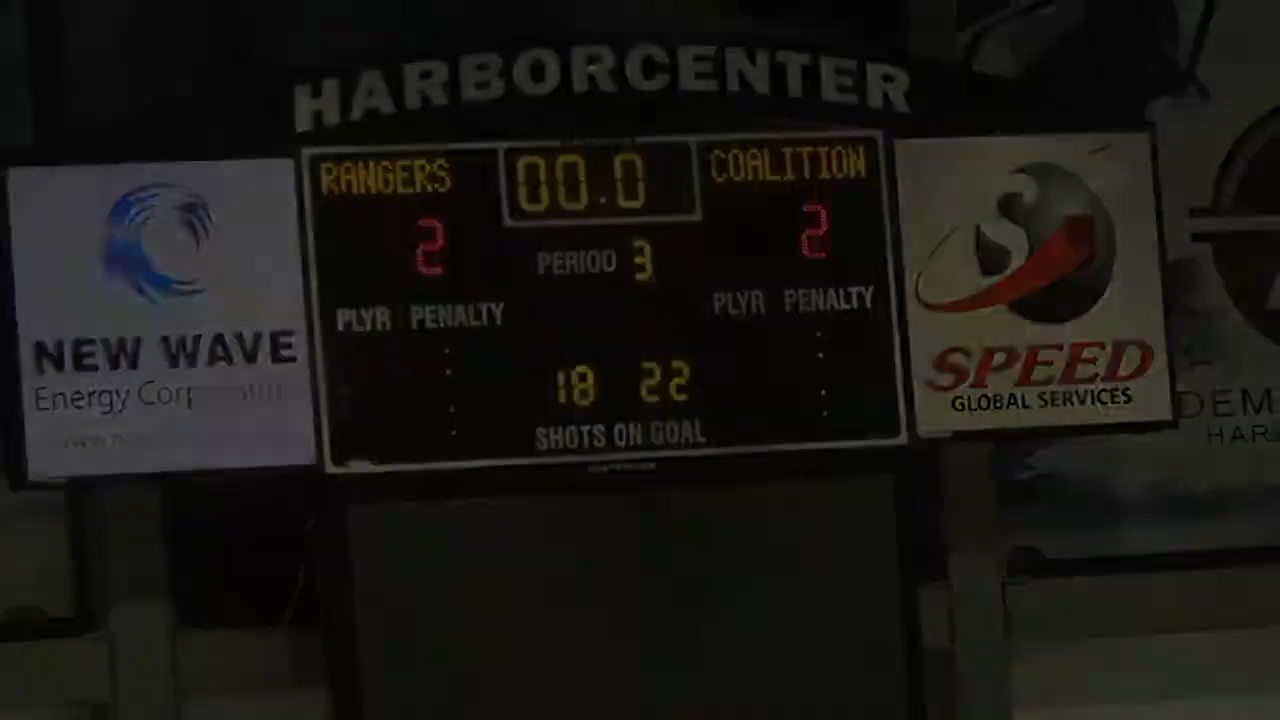 HARBORCENTER
RANGERS 00.0 COALITION
2 2
PERIOD 3
PLYR PENALTY PLYR PENALTY
18 22
SHOTS ON GOAL
NEW WAVE
Energy
SPEED
GLOBAL SERVICES